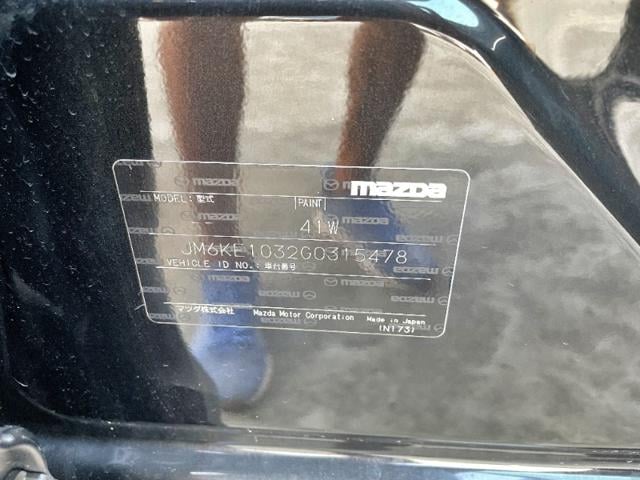 mazda
MODEL:型式
PAINT
41W
JM6KE1032G0315478
VEHICLE ID NO.:車台番号
マツダ株式会社 Mazda Motor Corporation Made in Japan
(N173)